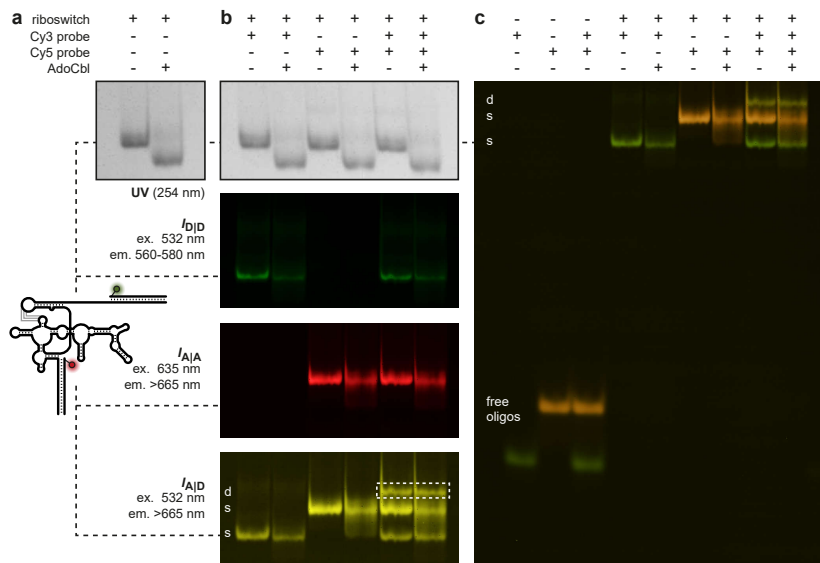 a
b
c
riboswitch + + + + + + + + - - - + + + + + +
Cy3 probe - - + + - - + + + - + + + - - + +
Cy5 probe - - - - + + + + - + + - - + + + +
AdoCbl - + - + - + - + - - - - + - + - +
d
s
s
UV (254 nm)
I_D|D
ex. 532 nm
em. 560-580 nm
I_A|A
ex. 635 nm
em. >665 nm
I_A|D
ex. 532 nm
em. >665 nm
d
s
s
free
oligos